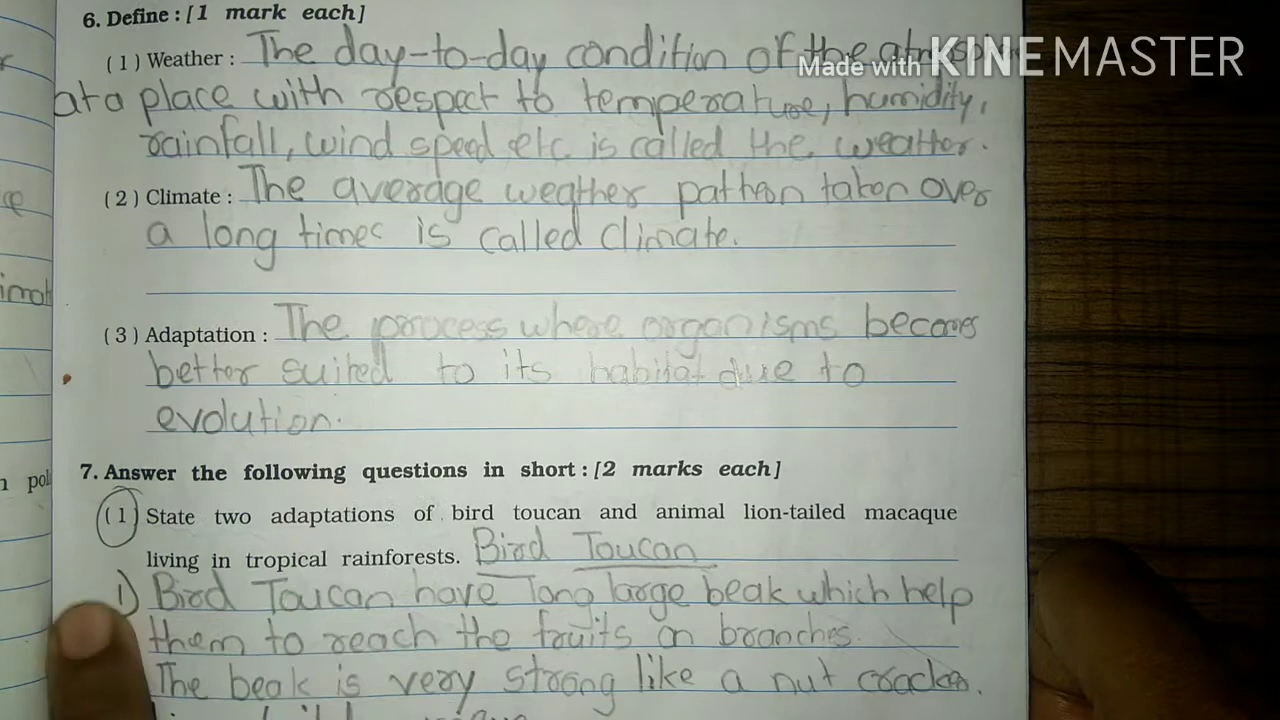 6. Define : [1 mark each]
(1) Weather : The day-to-day condition of the
Made with KINEMASTER
at a place with respect to temperature, humidity,
rainfall, wind speed etc. is called the weather.
(2) Climate : The average weather pattern taken over
a long times is called climate.
(3) Adaptation : The process where organisms becomes
better suited to its habitat due to
evolution.
7. Answer the following questions in short : [2 marks each]
(1) State two adaptations of bird toucan and animal lion-tailed macaque
living in tropical rainforests. Bird Toucan
1) Bird Toucan have long large beak which help
them to reach the fruits on branches.
The beak is very strong like a nut cracker.